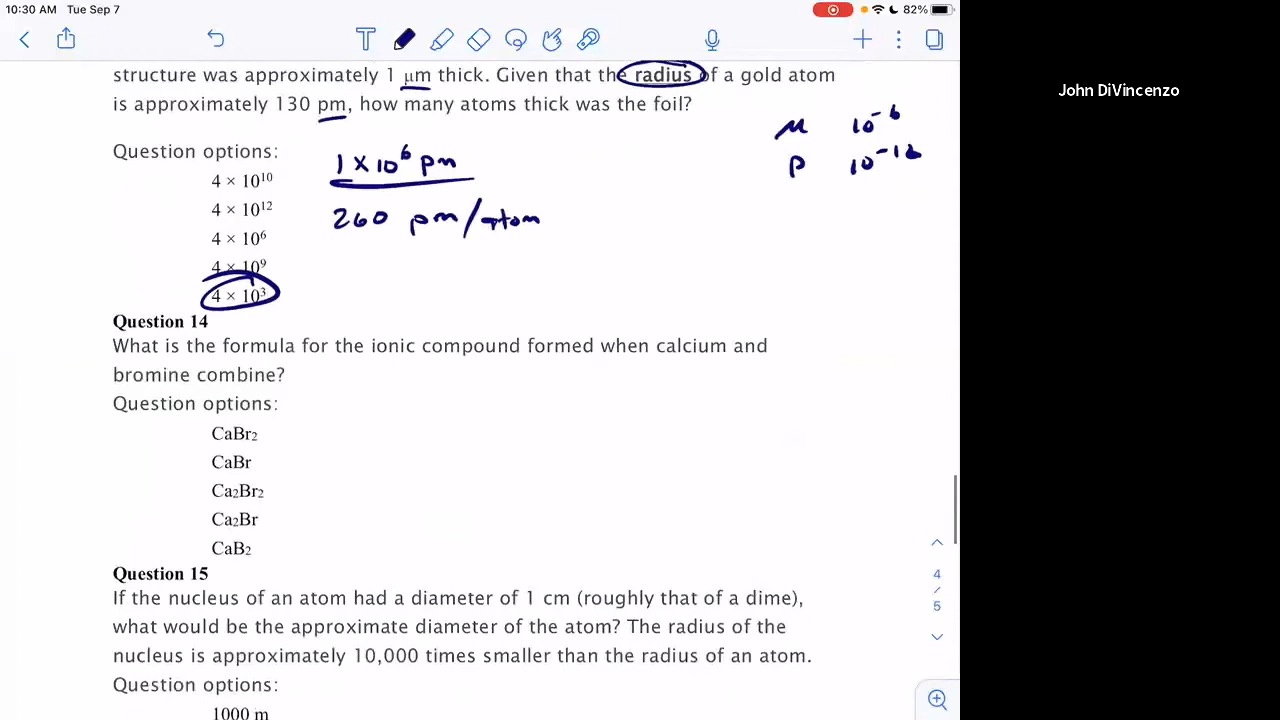 10:30 AM Tue Sep 7
82%
structure was approximately 1 μm thick. Given that the radius of a gold atom
is approximately 130 pm, how many atoms thick was the foil?
μ 10⁻⁶
p 10⁻¹²
Question options:
1 × 10⁶ pm
260 pm/atom
4 × 10¹⁰
4 × 10¹²
4 × 10⁶
4 × 10⁹
4 × 10³
Question 14
What is the formula for the ionic compound formed when calcium and
bromine combine?
Question options:
CaBr₂
CaBr
Ca₂Br₂
Ca₂Br
CaB₂
Question 15
If the nucleus of an atom had a diameter of 1 cm (roughly that of a dime),
what would be the approximate diameter of the atom? The radius of the
nucleus is approximately 10,000 times smaller than the radius of an atom.
Question options:
1000 m
4
/
5
John DiVincenzo